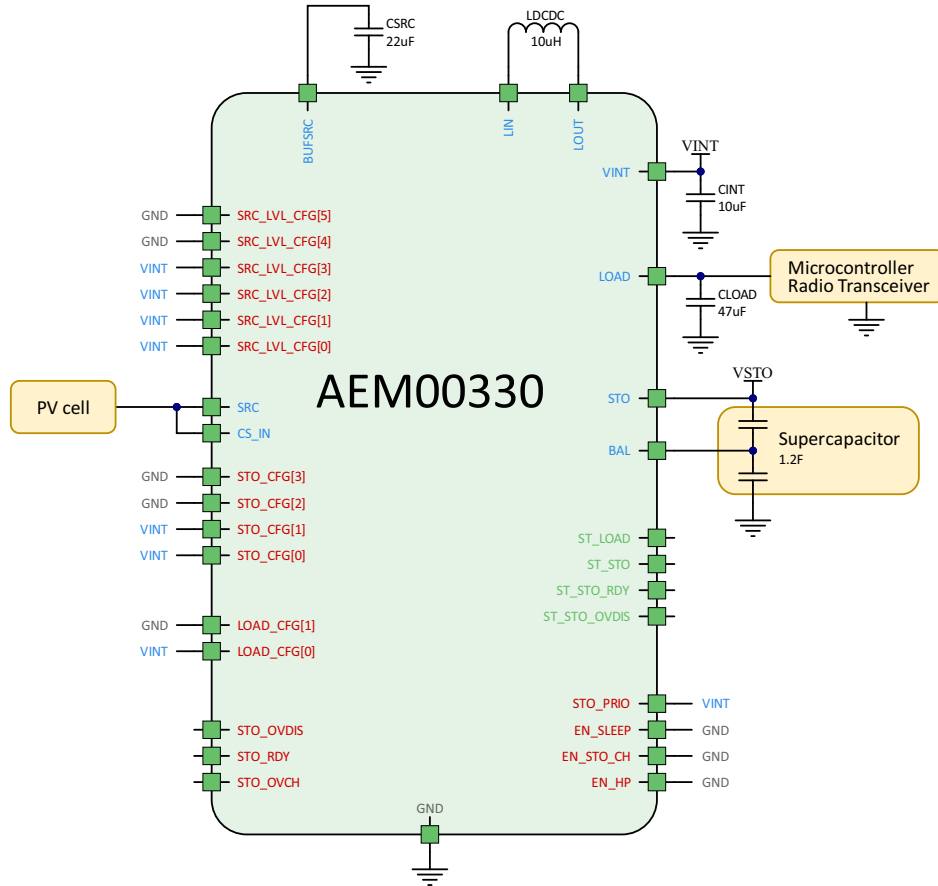 CSRC
22uF
LDCDC
10uH
BUFSRC
LIN
LOUT
VINT
VINT
CINT
10uF
GND
SRC_LVL_CFG[5]
GND
SRC_LVL_CFG[4]
VINT
SRC_LVL_CFG[3]
VINT
SRC_LVL_CFG[2]
VINT
SRC_LVL_CFG[1]
VINT
SRC_LVL_CFG[0]
LOAD
CLOAD
47uF
Microcontroller
Radio Transceiver
AEM00330
PV cell
SRC
CS_IN
STO
VSTO
BAL
Supercapacitor
1.2F
GND
STO_CFG[3]
GND
STO_CFG[2]
VINT
STO_CFG[1]
VINT
STO_CFG[0]
ST_LOAD
ST_STO
ST_STO_RDY
ST_STO_OVDIS
GND
LOAD_CFG[1]
VINT
LOAD_CFG[0]
STO_OVDIS
STO_RDY
STO_OVCH
STO_PRIO
VINT
EN_SLEEP
GND
EN_STO_CH
GND
EN_HP
GND
GND